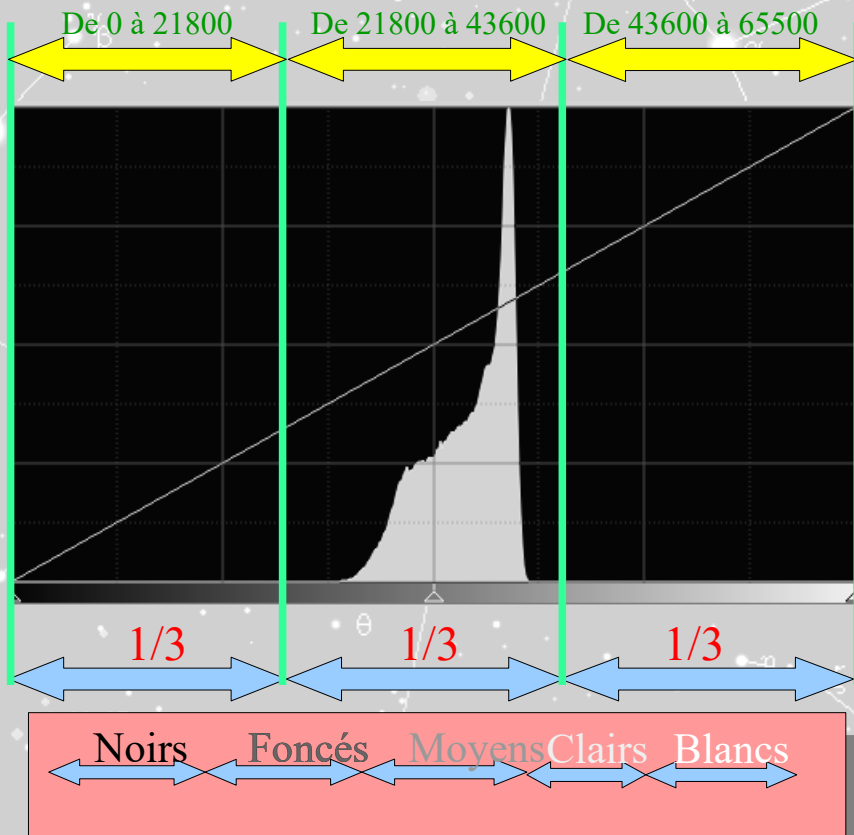 De 0 à 21800 De 21800 à 43600 De 43600 à 65500
θ
1/3 1/3 1/3
Noirs Foncés Moyens Clairs Blancs